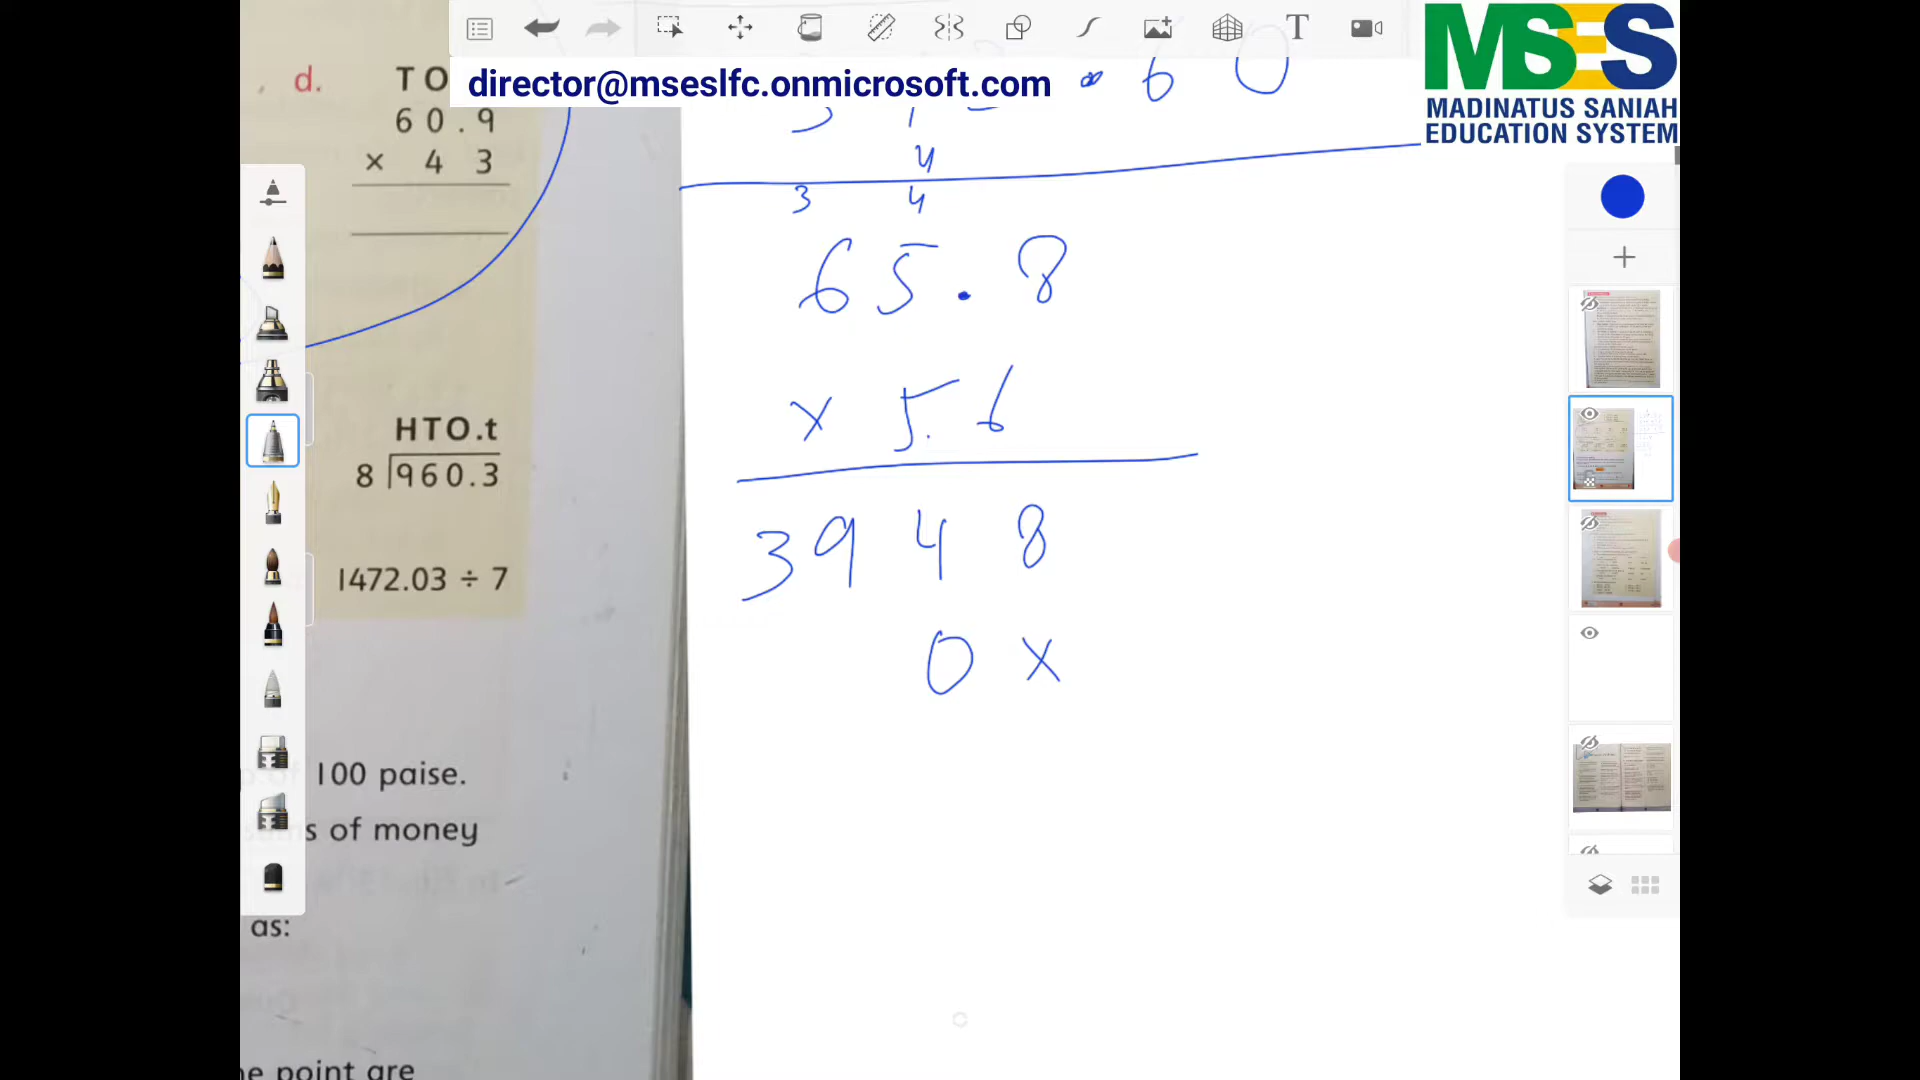 MSES
MADINATUS SANIAH
EDUCATION SYSTEM
director@mseslfc.onmicrosoft.com
d.
T O
60.9
× 4 3
HTO.t
8 960.3
1472.03 ÷ 7
100 paise.
s of money
as:
e point are
. 6 0
4
3 4
65.8
× 5.6
3948
0 ×